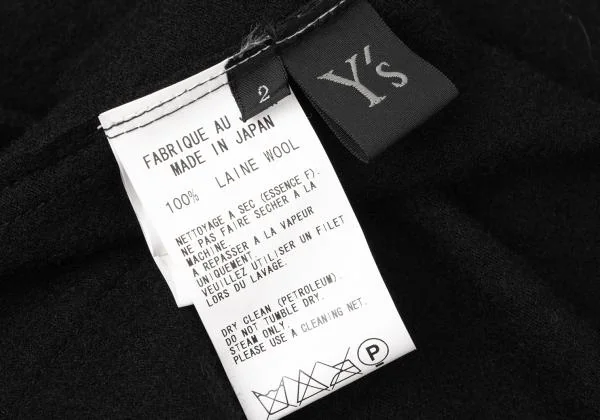 Y's
2
FABRIQUE AU
MADE IN JAPAN
100% LAINE WOOL
NETTOYAGE A SEC (ESSENCE F).
NE PAS FAIRE SECHER A LA
MACHINE.
A REPASSER A LA VAPEUR
UNIQUEMENT.
VEUILLEZ UTILISER UN FILET
LORS DU LAVAGE.
DRY CLEAN (PETROLEUM).
DO NOT TUMBLE DRY.
STEAM ONLY.
PLEASE USE A CLEANING NET.
P